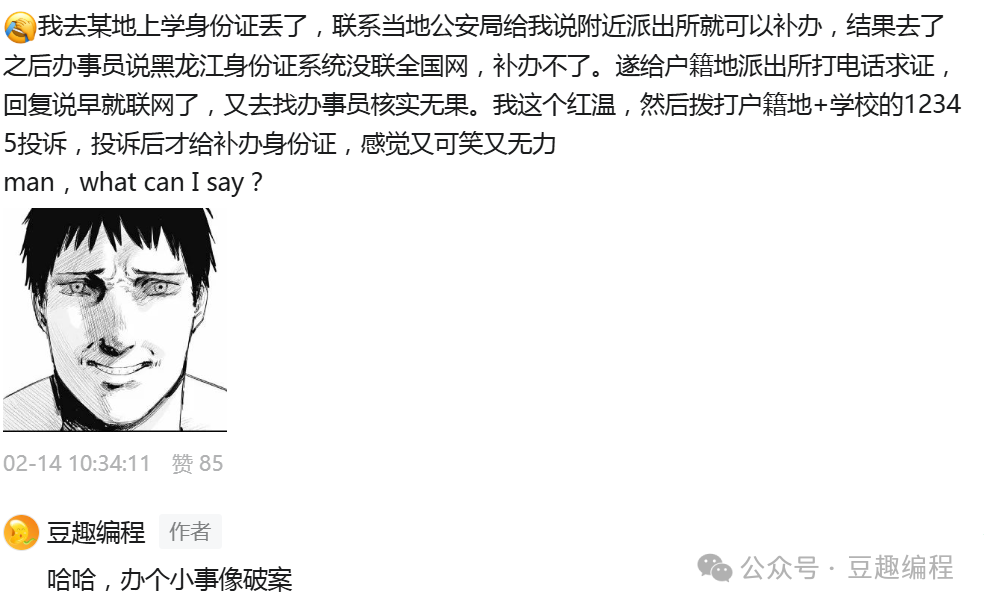 我去某地上学身份证丢了，联系当地公安局给我说附近派出所就可以补办，结果去了
之后办事员说黑龙江身份证系统没联全国网，补办不了。遂给户籍地派出所打电话求证，
回复说早就联网了，又去找办事员核实无果。我这个红温，然后拨打户籍地+学校的1234
5投诉，投诉后才给补办身份证，感觉又可笑又无力
man，what can I say？
02-14 10:34:11 赞 85
豆趣编程 作者
哈哈，办个小事像破案
公众号 · 豆趣编程